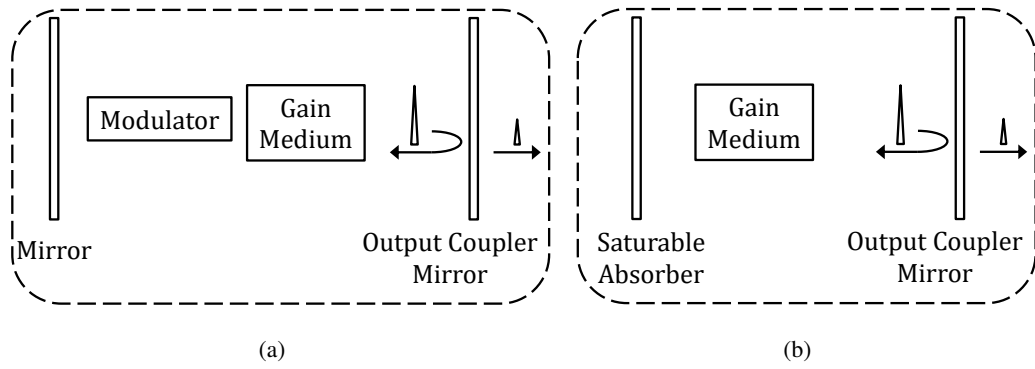 Modulator
Gain
Medium
Mirror
Output Coupler
Mirror
(a)
Gain
Medium
Saturable
Absorber
Output Coupler
Mirror
(b)